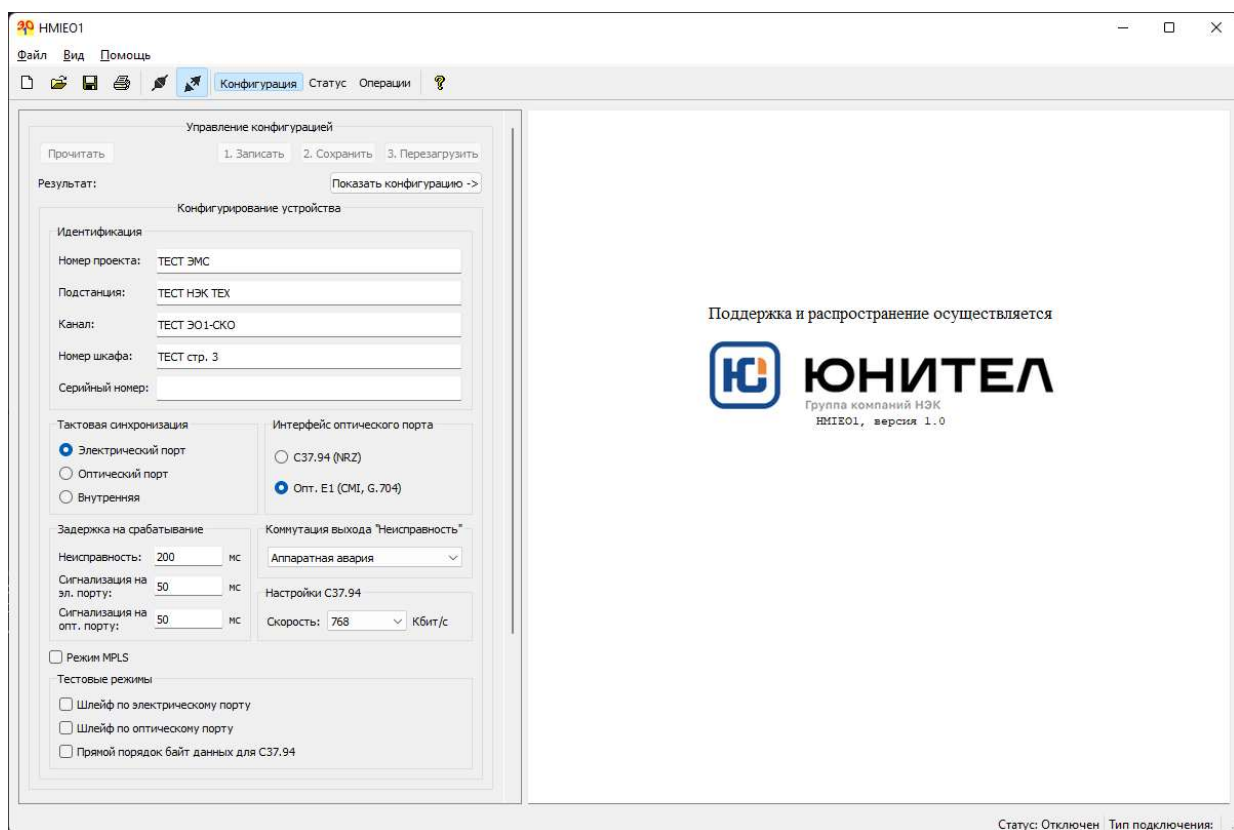 HMIEO1
Файл Вид Помощь
Конфигурация Статус Операции
Управление конфигурацией
Прочитать 1. Записать 2. Сохранить 3. Перезагрузить
Результат: Показать конфигурацию ->
Конфигурирование устройства
Идентификация
Номер проекта: ТЕСТ ЭМС
Подстанция: ТЕСТ НЭК ТЕХ
Канал: ТЕСТ ЭО1-СКО
Номер шкафа: ТЕСТ стр. 3
Серийный номер:
Тактовая синхронизация
Электрический порт
Оптический порт
Внутренняя
Интерфейс оптического порта
C37.94 (NRZ)
Опт. E1 (CMI, G.704)
Задержка на срабатывание
Неисправность: 200 мс
Сигнализация на
эл. порту: 50 мс
Сигнализация на
опт. порту: 50 мс
Коммутация выхода "Неисправность"
Аппаратная авария
Настройки C37.94
Скорость: 768 Кбит/с
Режим MPLS
Тестовые режимы
Шлейф по электрическому порту
Шлейф по оптическому порту
Прямой порядок байт данных для C37.94
Поддержка и распространение осуществляется
ЮНИТЕЛ
Группа компаний НЭК
HMIEO1, версия 1.0
Статус: Отключен Тип подключения: